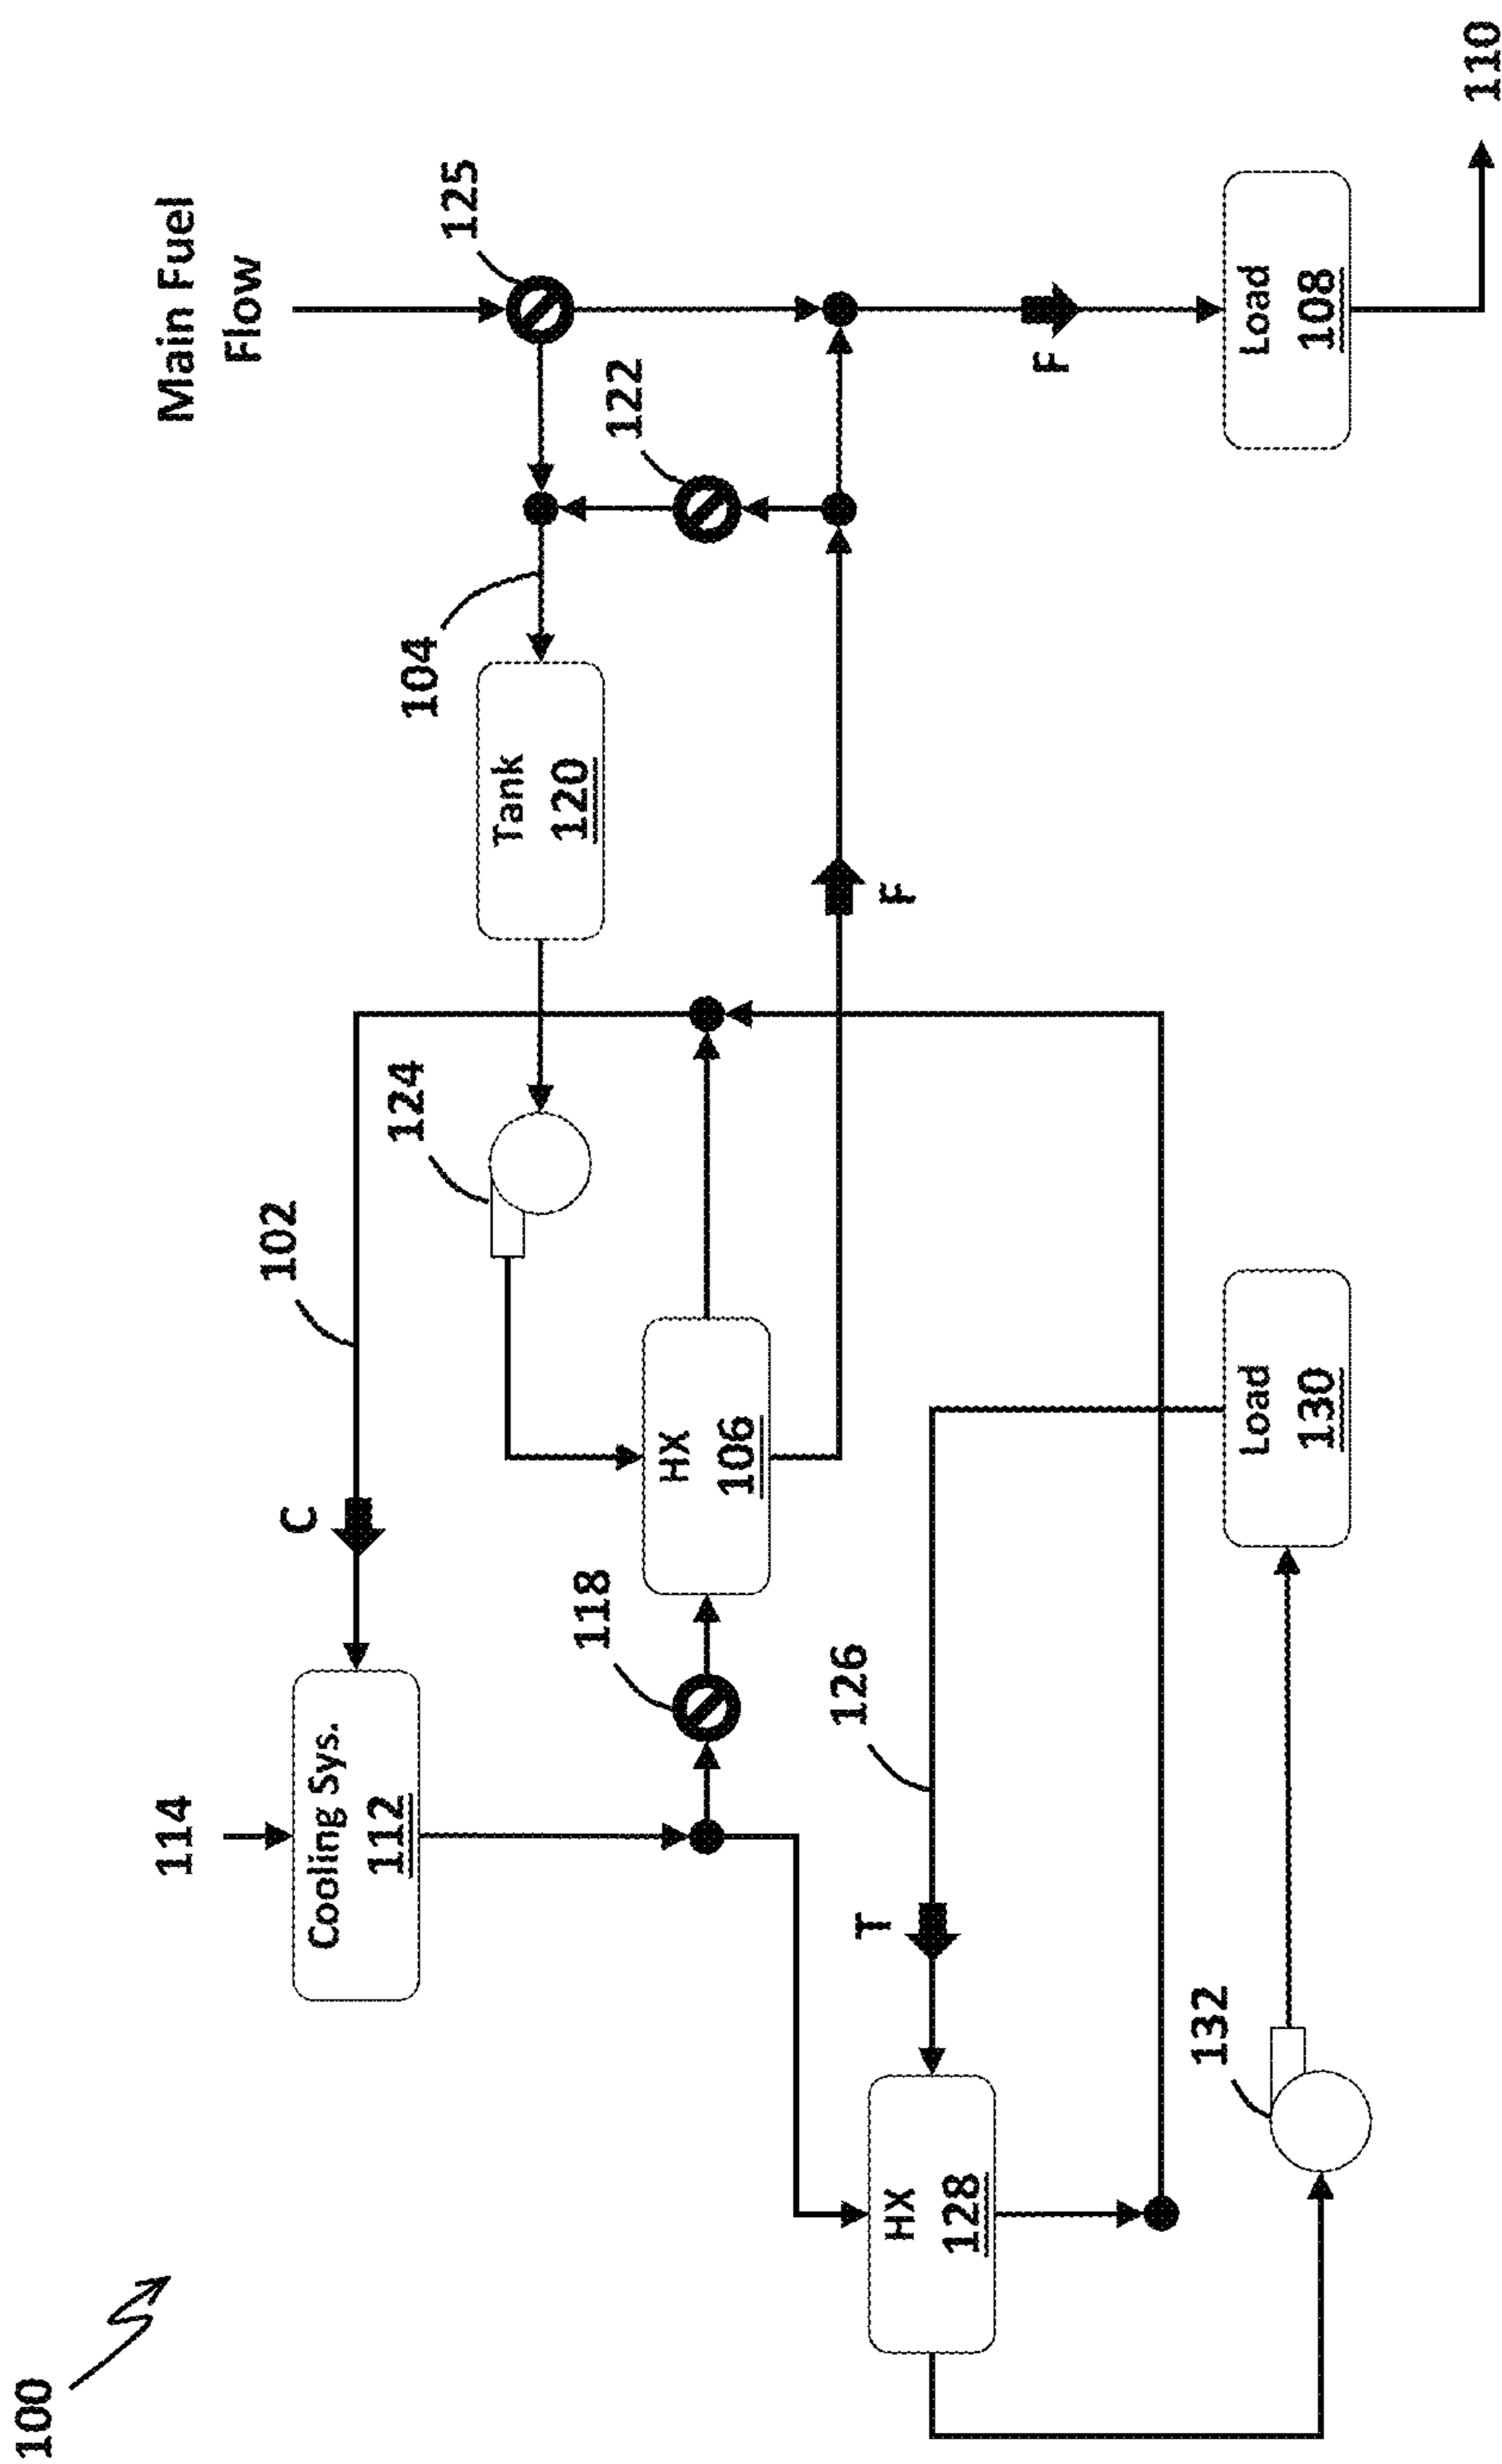 100
114
Cooling Sys.
112
C
102
118
HX
106
124
Tank
120
104
122
125
Main Fuel
Flow
F
F
Load
108
110
126
T
HX
128
132
Load
130